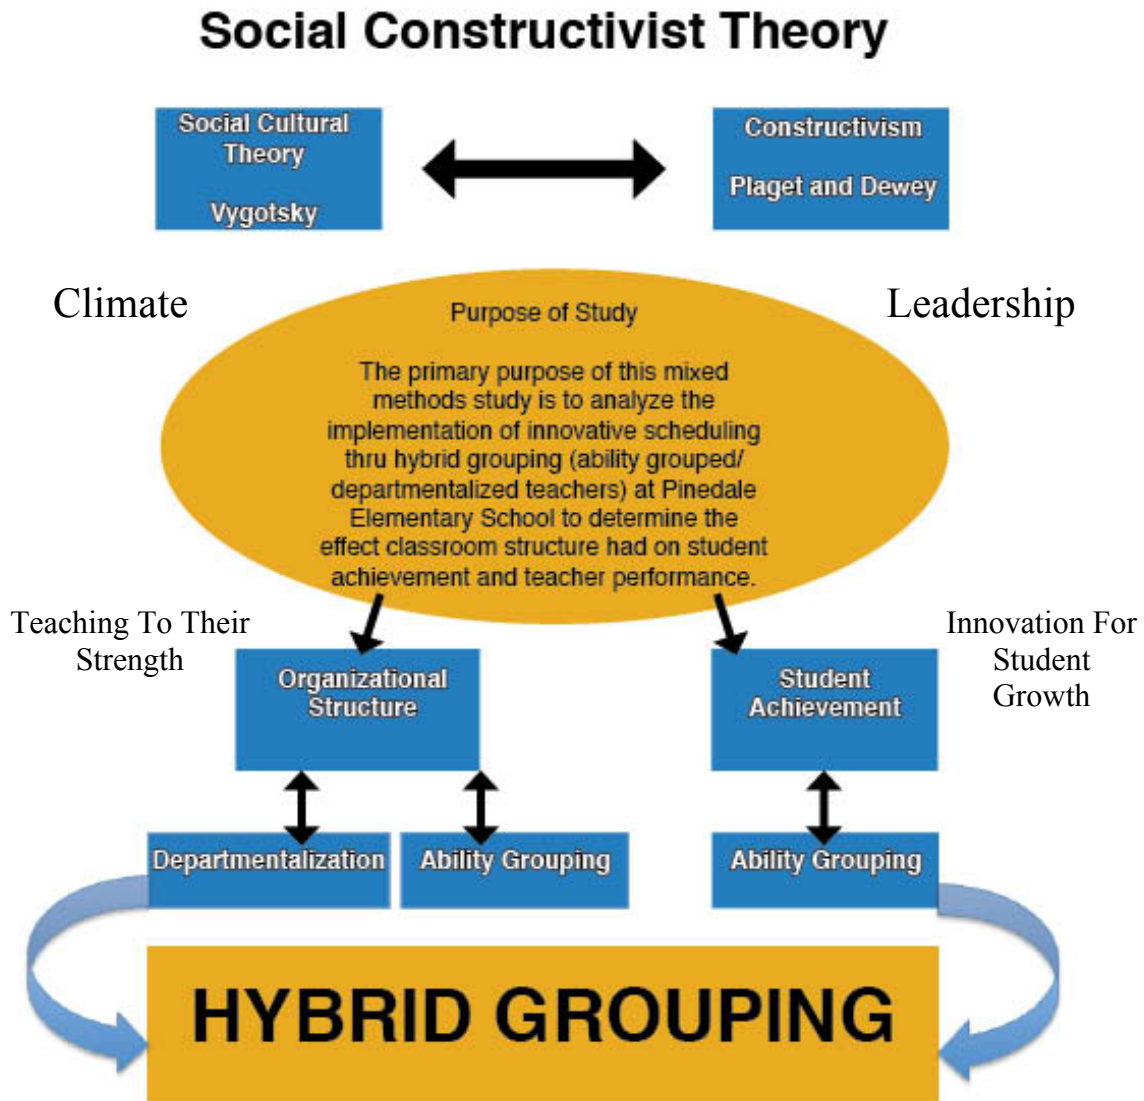 Social Constructivist Theory
Social Cultural
Theory
Vygotsky
Constructivism
Plaget and Dewey
Climate
Leadership
Purpose of Study
The primary purpose of this mixed
methods study is to analyze the
implementation of innovative scheduling
thru hybrid grouping (ability grouped/
departmentalized teachers) at Pinedale
Elementary School to determine the
effect classroom structure had on student
achievement and teacher performance.
Teaching To Their
Strength
Innovation For
Student
Growth
Organizational
Structure
Student
Achievement
Departmentalization
Ability Grouping
Ability Grouping
HYBRID GROUPING